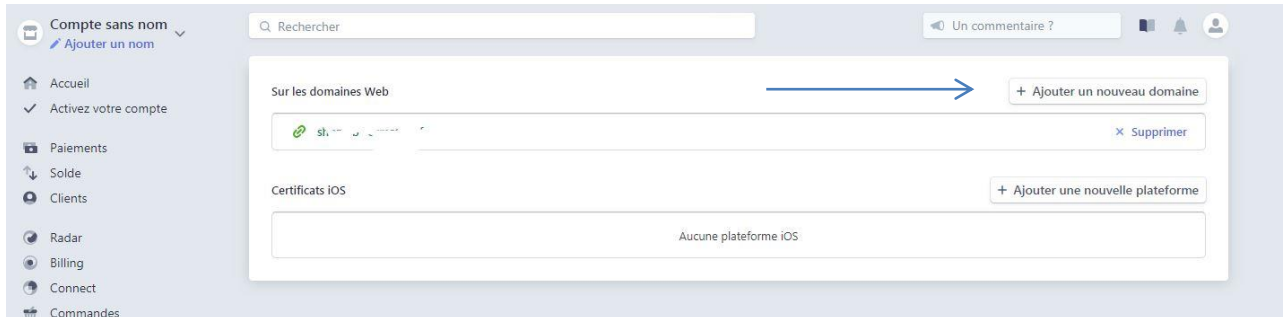 Compte sans nom
Ajouter un nom
Rechercher
Un commentaire ?
Accueil
Activez votre compte
Paiements
Solde
Clients
Radar
Billing
Connect
Commandes
Sur les domaines Web
+ Ajouter un nouveau domaine
× Supprimer
Certificats iOS
+ Ajouter une nouvelle plateforme
Aucune plateforme iOS